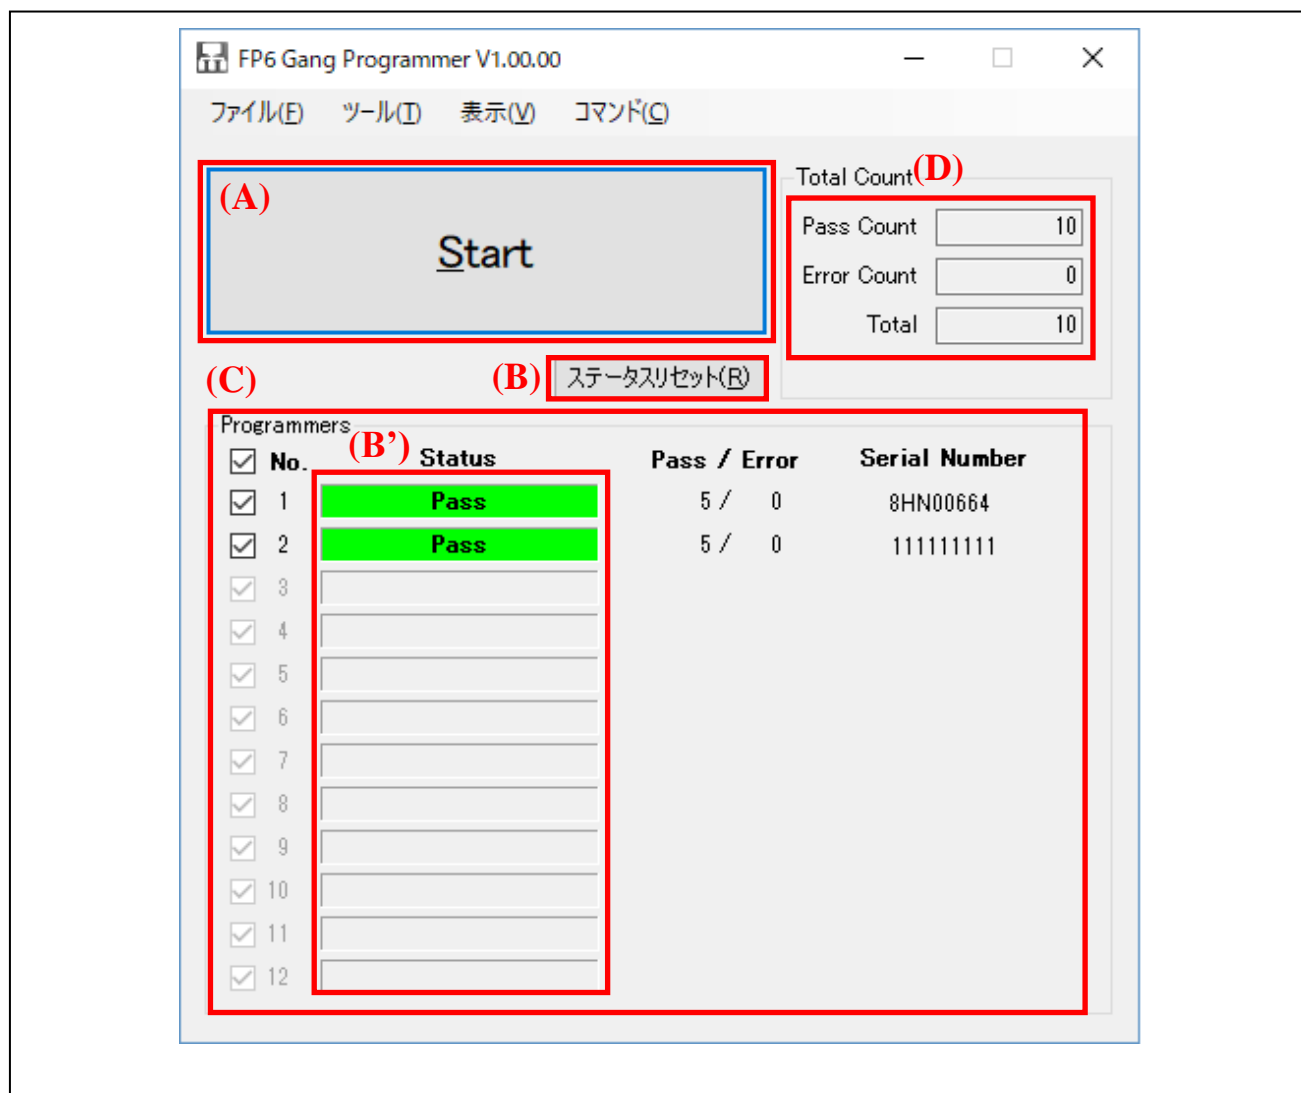 FP6 Gang Programmer V1.00.00
ファイル(F) ツール(T) 表示(V) コマンド(C)
(A)
Start
Total Count (D)
Pass Count 10
Error Count 0
Total 10
(C)
(B) ステータスリセット(R)
Programmers
(B’)
No. Status Pass / Error Serial Number
1 Pass 5 / 0 8HN00664
2 Pass 5 / 0 111111111
3
4
5
6
7
8
9
10
11
12